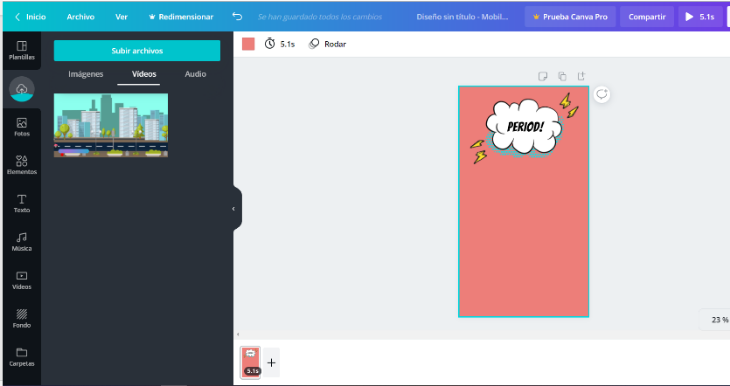 Inicio Archivo Ver Redimensionar Se han guardado todos los cambios Diseño sin título - Mobil... Prueba Canva Pro Compartir 5.1s
Plantillas
Fotos
Elementos
Texto
Música
Videos
Fondo
Carpetas
Subir archivos
Imágenes Videos Audio
5.1s Rodar
PERIOD!
23 %
5.1s